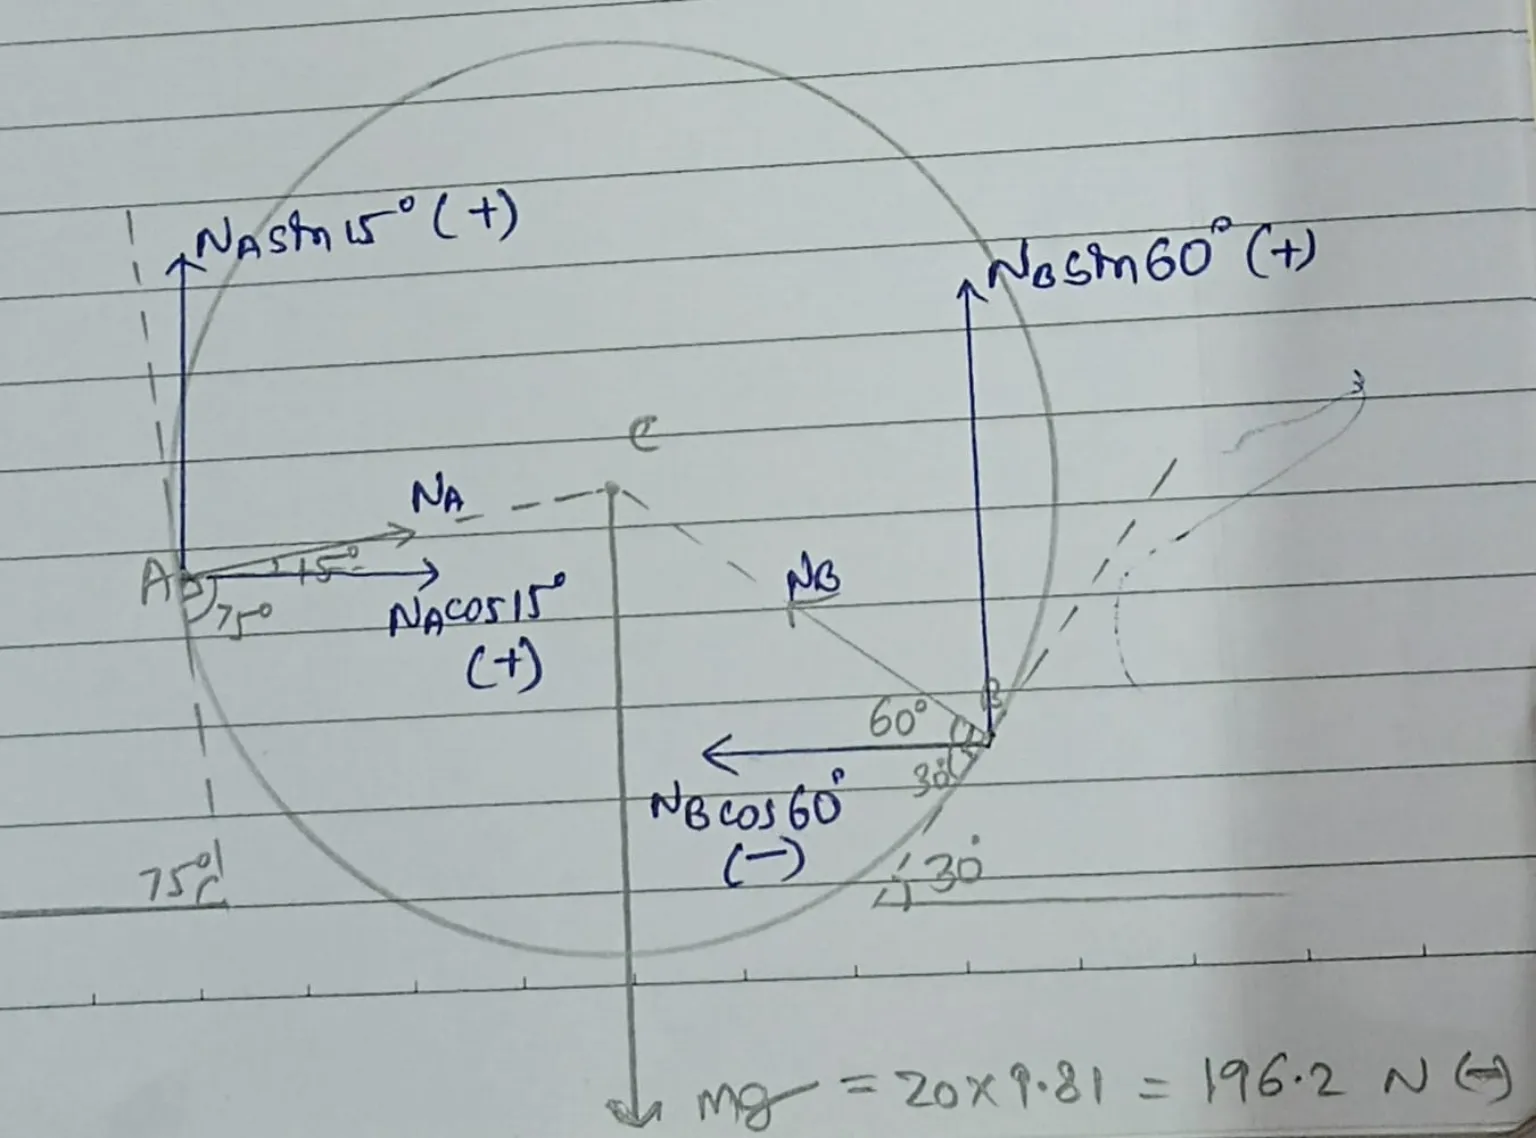 NA sin 15° (+)
NB sin 60° (+)
C
NA
A
15°
75°
NA cos 15°
(+)
NB
B
60°
30°
NB cos 60°
(−)
75°
30°
mg = 20 x 9.81 = 196.2 N (−)